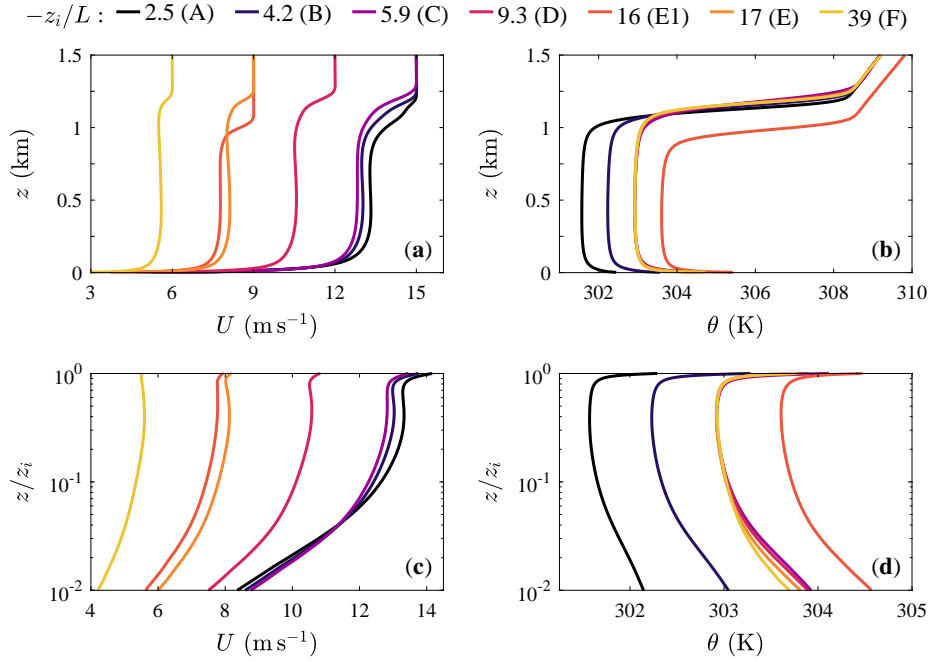 −z_i/L : 2.5 (A) 4.2 (B) 5.9 (C) 9.3 (D) 16 (E1) 17 (E) 39 (F)
1.5
1
0.5
0
z (km)
3 6 9 12 15
U (m s⁻¹)
(a)
1.5
1
0.5
0
z (km)
302 304 306 308 310
θ (K)
(b)
10⁰
10⁻¹
10⁻²
z/z_i
4 6 8 10 12 14
U (m s⁻¹)
(c)
10⁰
10⁻¹
10⁻²
z/z_i
302 303 304 305
θ (K)
(d)